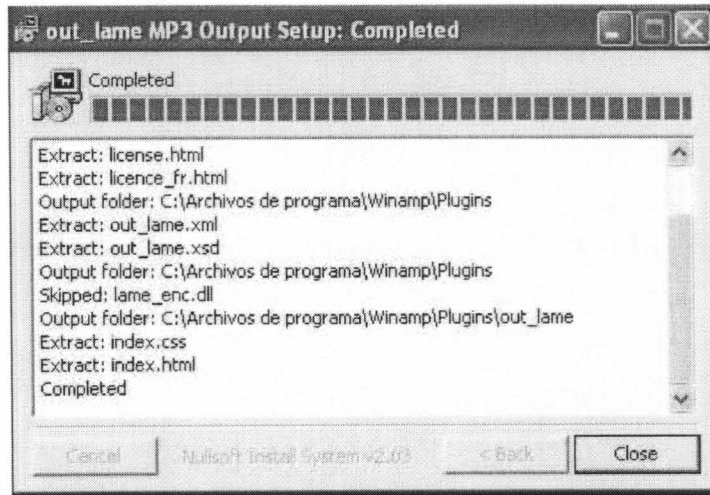 out_lame MP3 Output Setup: Completed
Completed
Extract: license.html
Extract: licence_fr.html
Output folder: C:\Archivos de programa\Winamp\Plugins
Extract: out_lame.xml
Extract: out_lame.xsd
Output folder: C:\Archivos de programa\Winamp\Plugins
Skipped: lame_enc.dll
Output folder: C:\Archivos de programa\Winamp\Plugins\out_lame
Extract: index.css
Extract: index.html
Completed
Cancel Nullsoft Install System v2.03 < Back Close